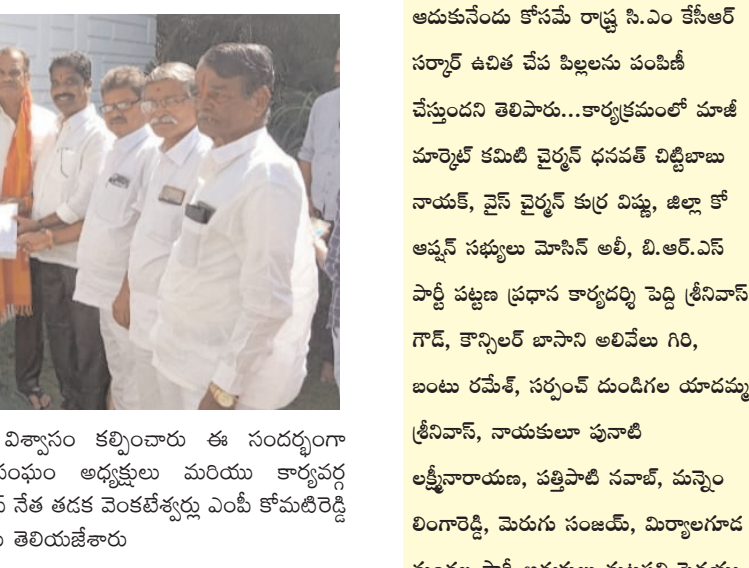 విశ్వాసం కల్పించారు ఈ సందర్భంగా
సంఘం అధ్యక్షులు మరియు కార్యవర్గ
నేత తడక వెంకటేశ్వర్లు ఎంపీ కోమటిరెడ్డి
తెలియజేశారు
ఆదుకునేందు కోసమే రాష్ట్ర సి.ఎం కేసీఆర్
సర్కార్ ఉచిత చేప పిల్లలను పంపిణీ
చేస్తుందని తెలిపారు...కార్యక్రమంలో మాజీ
మార్కెట్ కమిటి చైర్మన్ ధనవత్ చిట్టిబాబు
నాయక్, వైస్ చైర్మన్ కుర్ర విష్ణు, జిల్లా కో
ఆప్షన్ సభ్యులు మోసిన్ అలీ, బి.ఆర్.ఎస్
పార్టీ పట్టణ ప్రధాన కార్యదర్శి పెద్ది శ్రీనివాస్
గౌడ్, కౌన్సిలర్ బాసాని అలివేలు గిరి,
బంటు రమేశ్, సర్పంచ్ దుండిగల యాదమ్మ
శ్రీనివాస్, నాయకులూ పునాటి
లక్ష్మీనారాయణ, పత్తిపాటి నవాబ్, మన్నెం
లింగారెడ్డి, మెరుగు సంజయ్, మిర్యాలగూడ